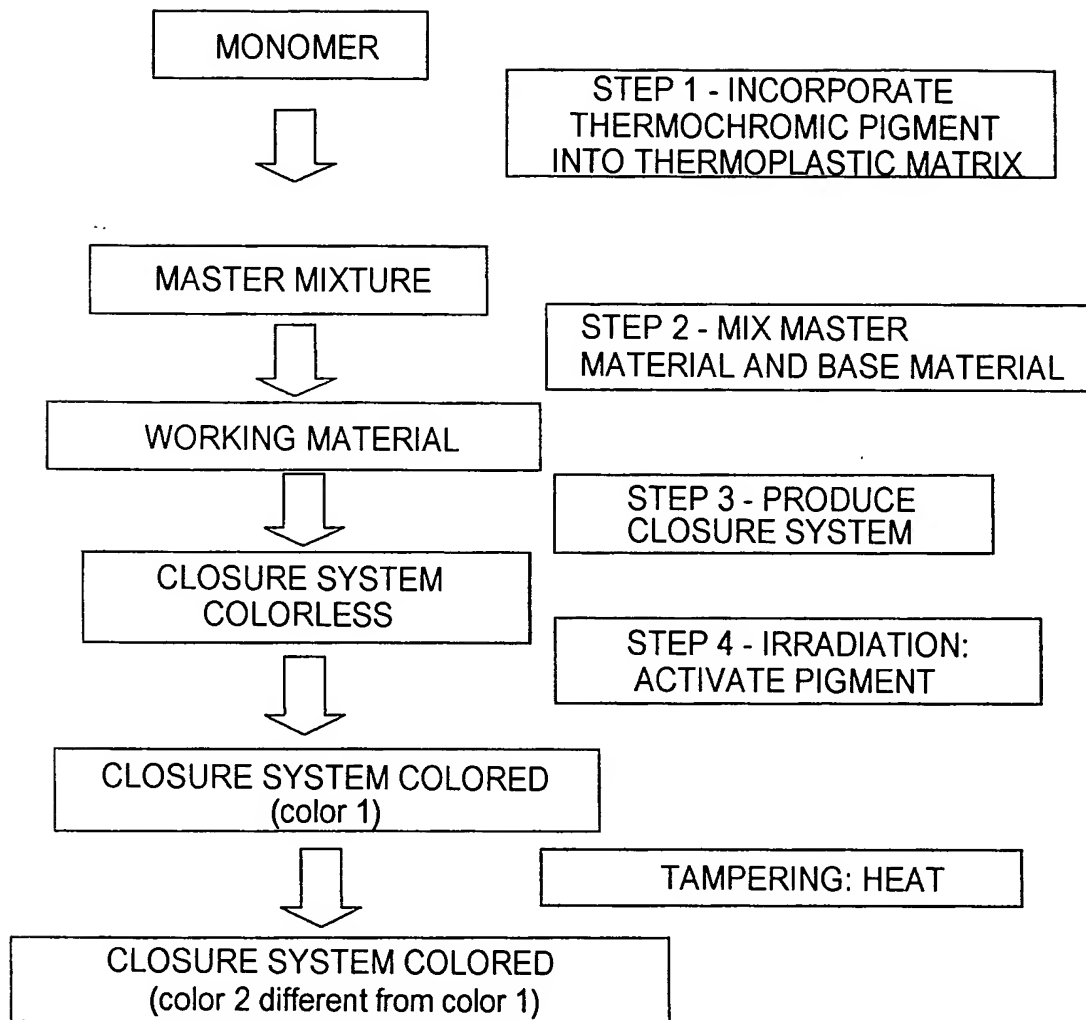 MONOMER
STEP 1 - INCORPORATE
THERMOCHROMIC PIGMENT
INTO THERMOPLASTIC MATRIX
MASTER MIXTURE
STEP 2 - MIX MASTER
MATERIAL AND BASE MATERIAL
WORKING MATERIAL
STEP 3 - PRODUCE
CLOSURE SYSTEM
CLOSURE SYSTEM
COLORLESS
STEP 4 - IRRADIATION:
ACTIVATE PIGMENT
CLOSURE SYSTEM COLORED
(color 1)
TAMPERING: HEAT
CLOSURE SYSTEM COLORED
(color 2 different from color 1)